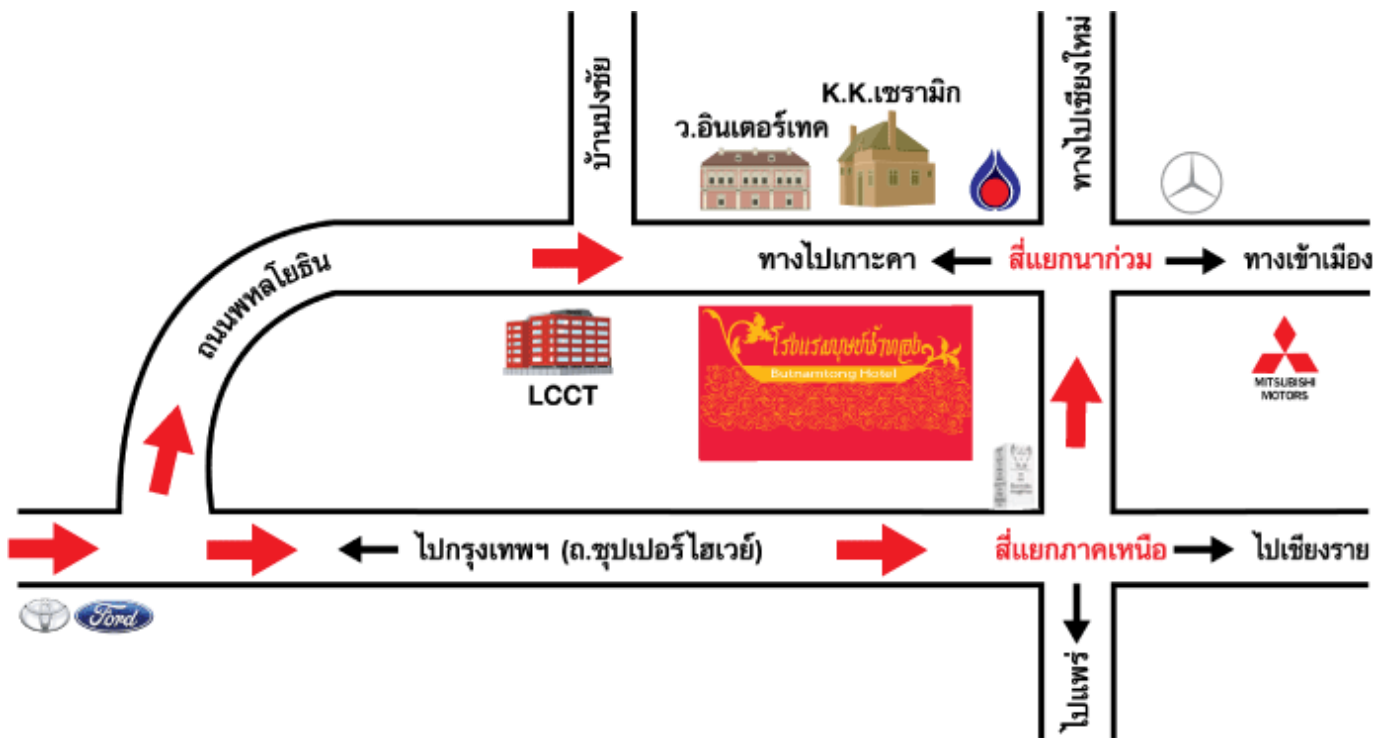 บ้านปงชัย
ทางไปเชียงใหม่
K.K.เซรามิก
ว.อินเตอร์เทค
ถนนพหลโยธิน
ทางไปเกาะคา
สี่แยกนาก่วม
ทางเข้าเมือง
LCCT
โรงแรมบุษย์น้ำทอง
Butnamtong Hotel
MITSUBISHI
MOTORS
ไปกรุงเทพฯ (ถ.ซุปเปอร์ไฮเวย์)
สี่แยกภาคเหนือ
ไปเชียงราย
Ford
ไปแพร่